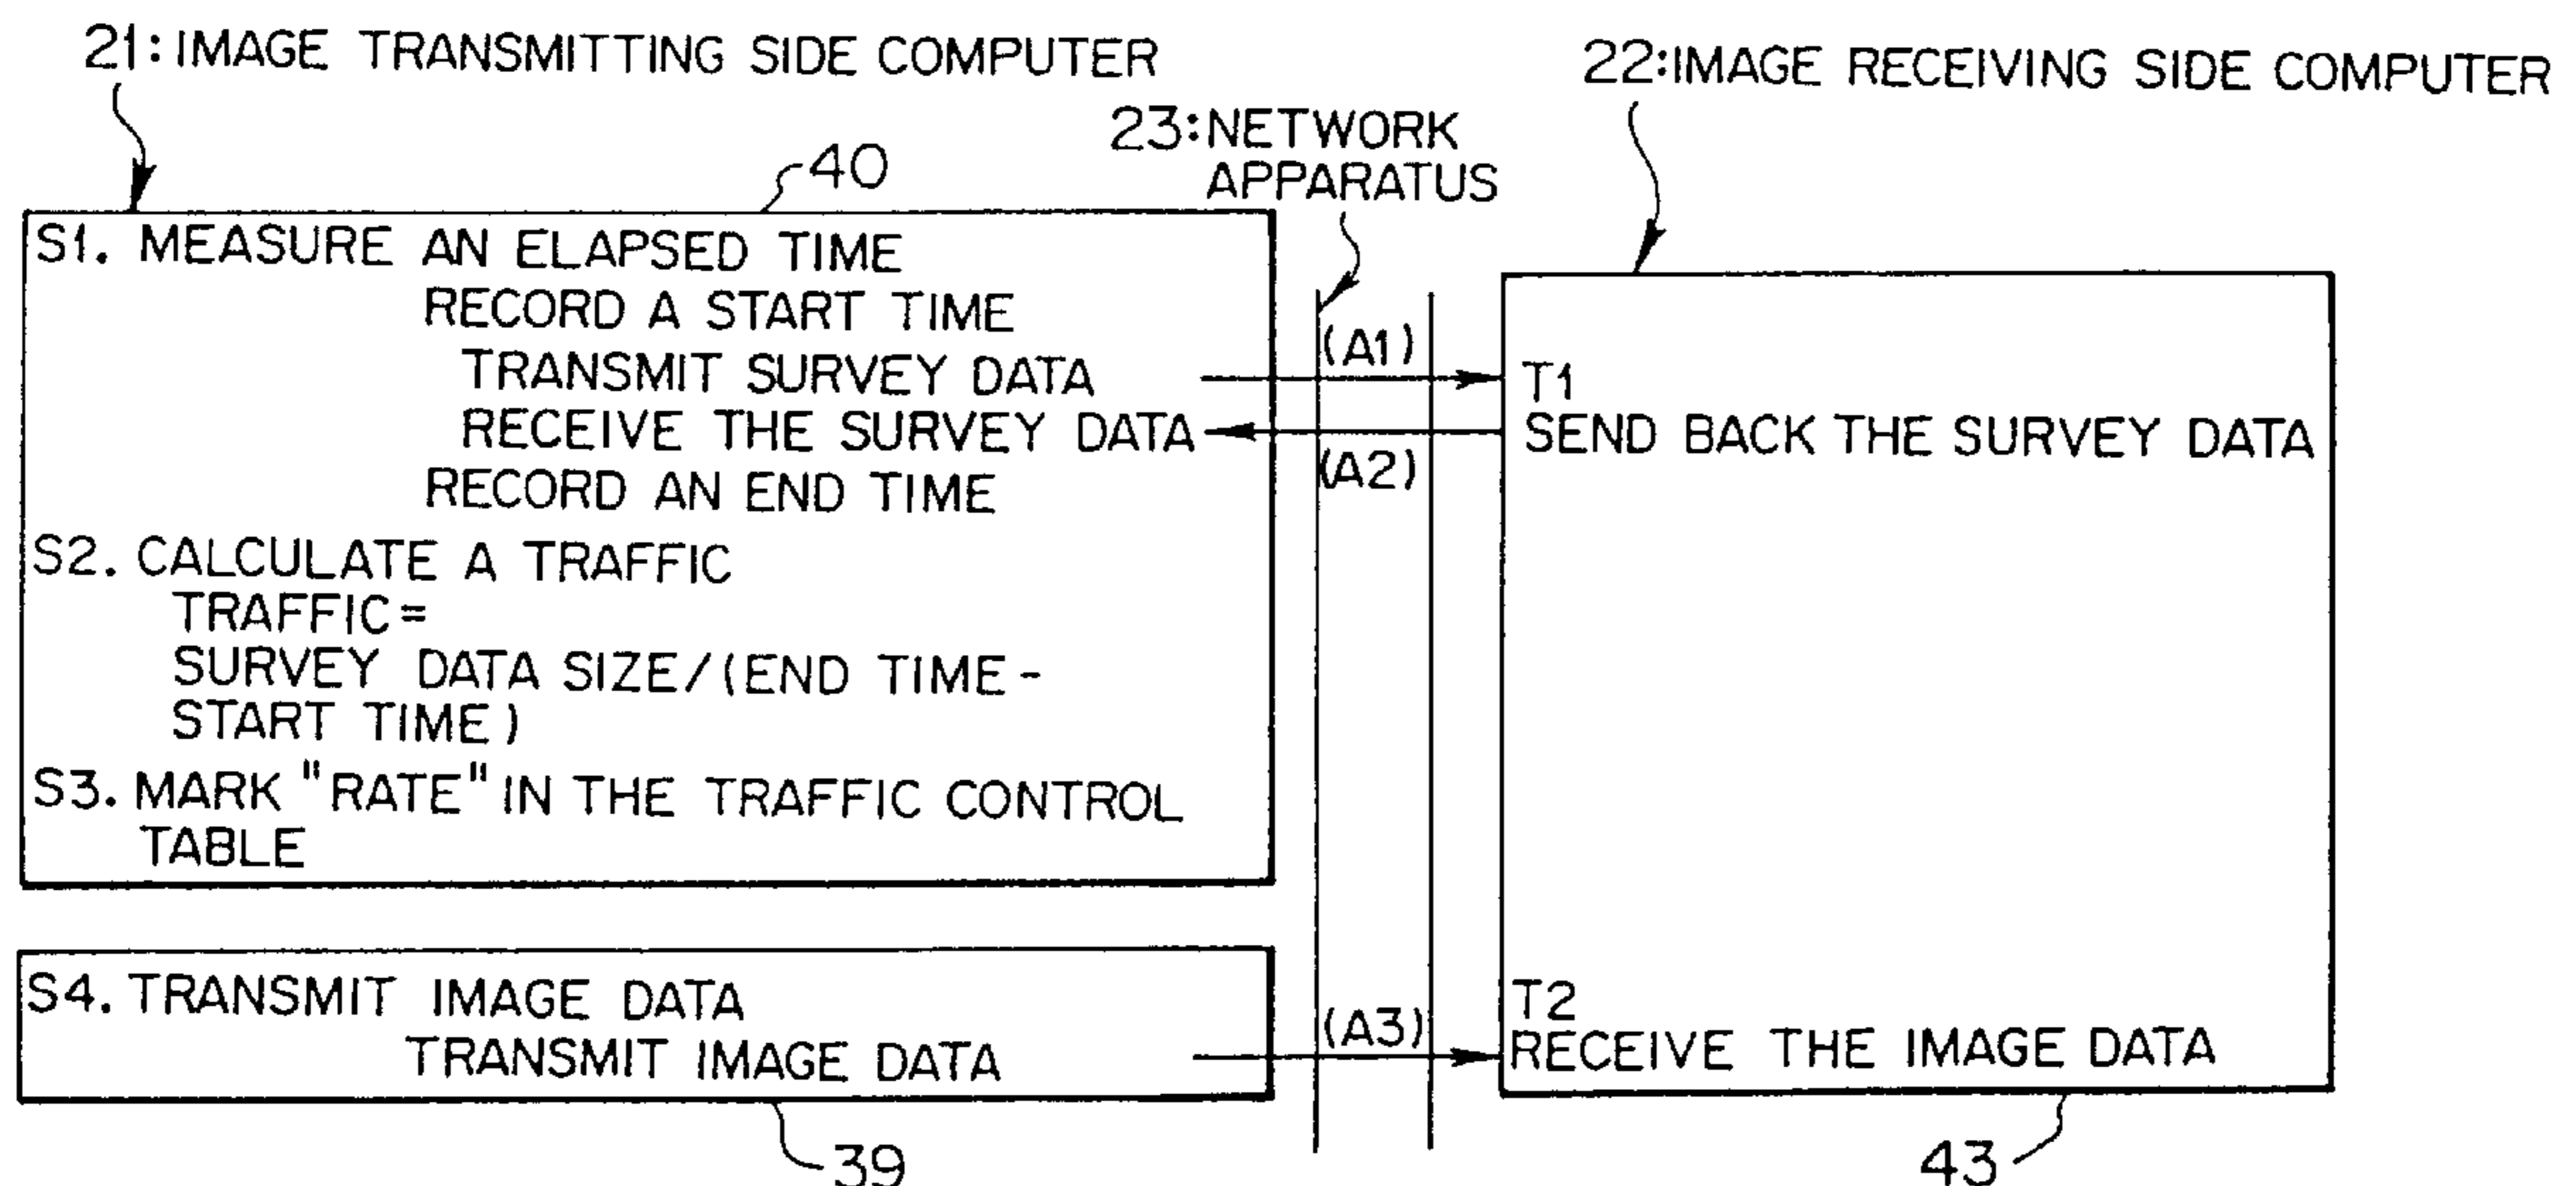 21: IMAGE TRANSMITTING SIDE COMPUTER
22: IMAGE RECEIVING SIDE COMPUTER
23: NETWORK
APPARATUS
40
S1. MEASURE AN ELAPSED TIME
RECORD A START TIME
TRANSMIT SURVEY DATA
RECEIVE THE SURVEY DATA
RECORD AN END TIME
S2. CALCULATE A TRAFFIC
TRAFFIC =
SURVEY DATA SIZE/(END TIME -
START TIME)
S3. MARK "RATE" IN THE TRAFFIC CONTROL
TABLE
(A1)
(A2)
T1
SEND BACK THE SURVEY DATA
S4. TRANSMIT IMAGE DATA
TRANSMIT IMAGE DATA
(A3)
T2
RECEIVE THE IMAGE DATA
39
43